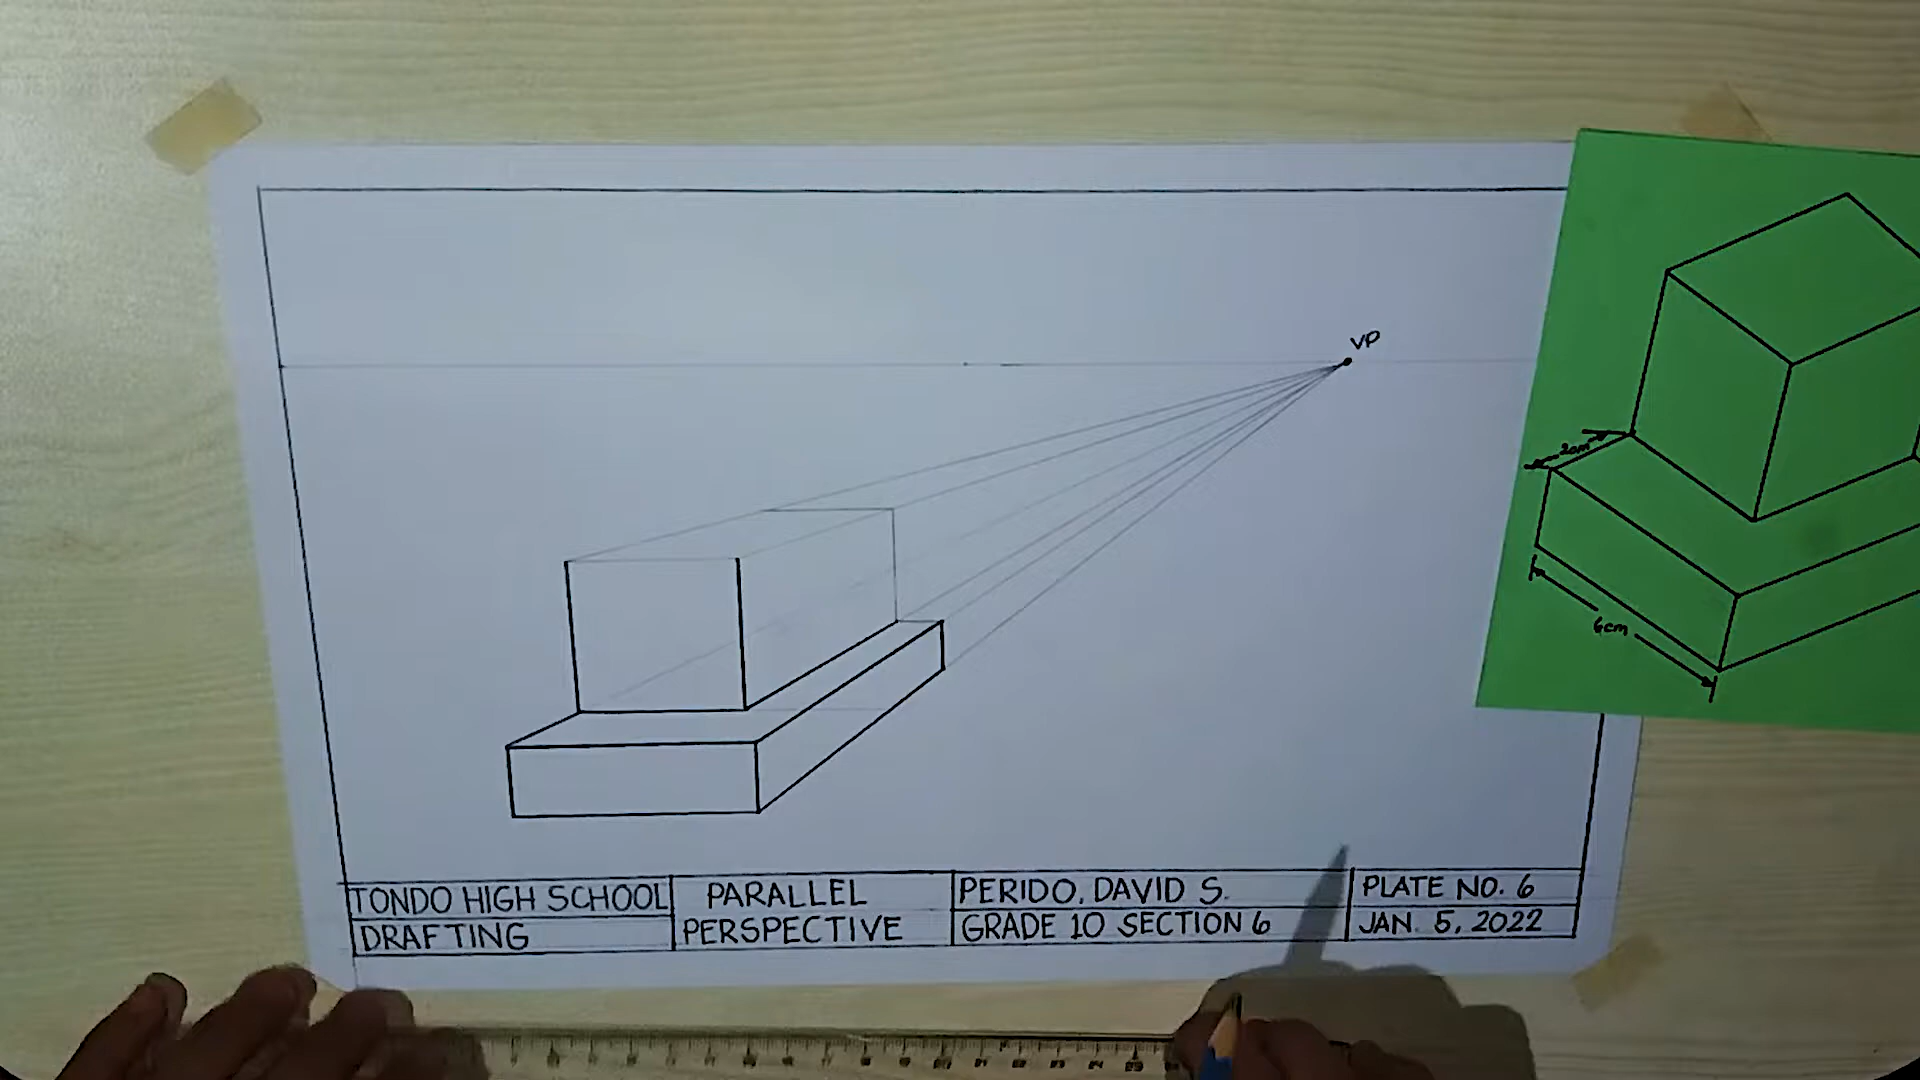 VP
2cm
6cm
TONDO HIGH SCHOOL
DRAFTING
PARALLEL
PERSPECTIVE
PERIDO, DAVID S.
GRADE 10 SECTION 6
PLATE NO. 6
JAN. 5, 2022